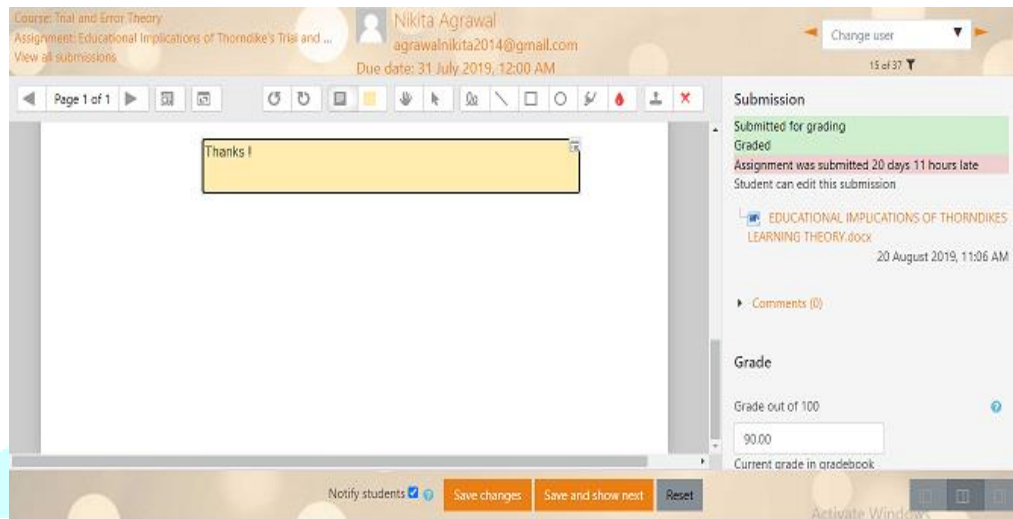 Course: Trial and Error Theory
Assignment: Educational Implications of Thorndike's Trial and ...
View all submissions
Nikita Agrawal
agrawalnikita2014@gmail.com
Due date: 31 July 2019, 12:00 AM
Change user
15 of 37
Page 1 of 1
Thanks !
Submission
Submitted for grading
Graded
Assignment was submitted 20 days 11 hours late
Student can edit this submission
EDUCATIONAL IMPLICATIONS OF THORNDIKES
LEARNING THEORY.docx
20 August 2019, 11:06 AM
Comments (0)
Grade
Grade out of 100
90.00
Current grade in gradebook
Notify students
Save changes
Save and show next
Reset
Activate Windows